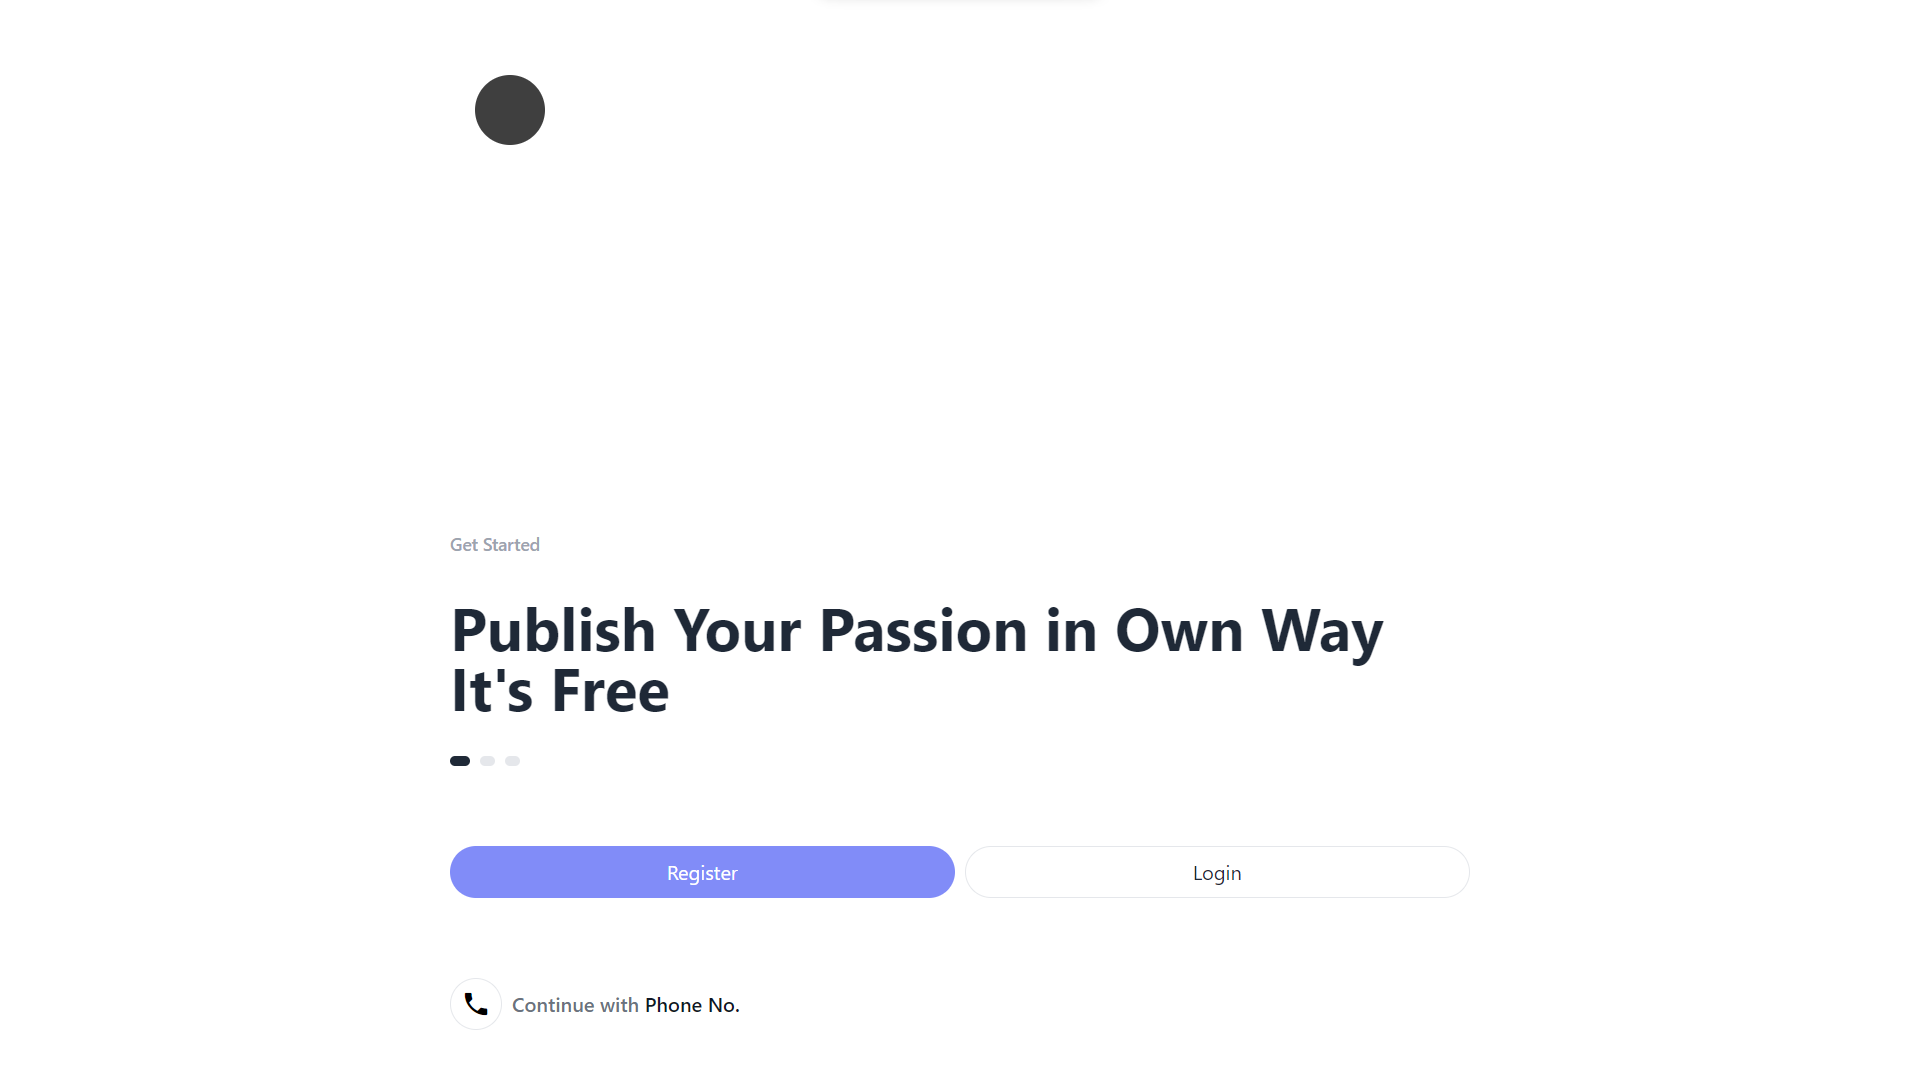 Get Started
Publish Your Passion in Own Way
It's Free
Register
Login
Continue with Phone No.